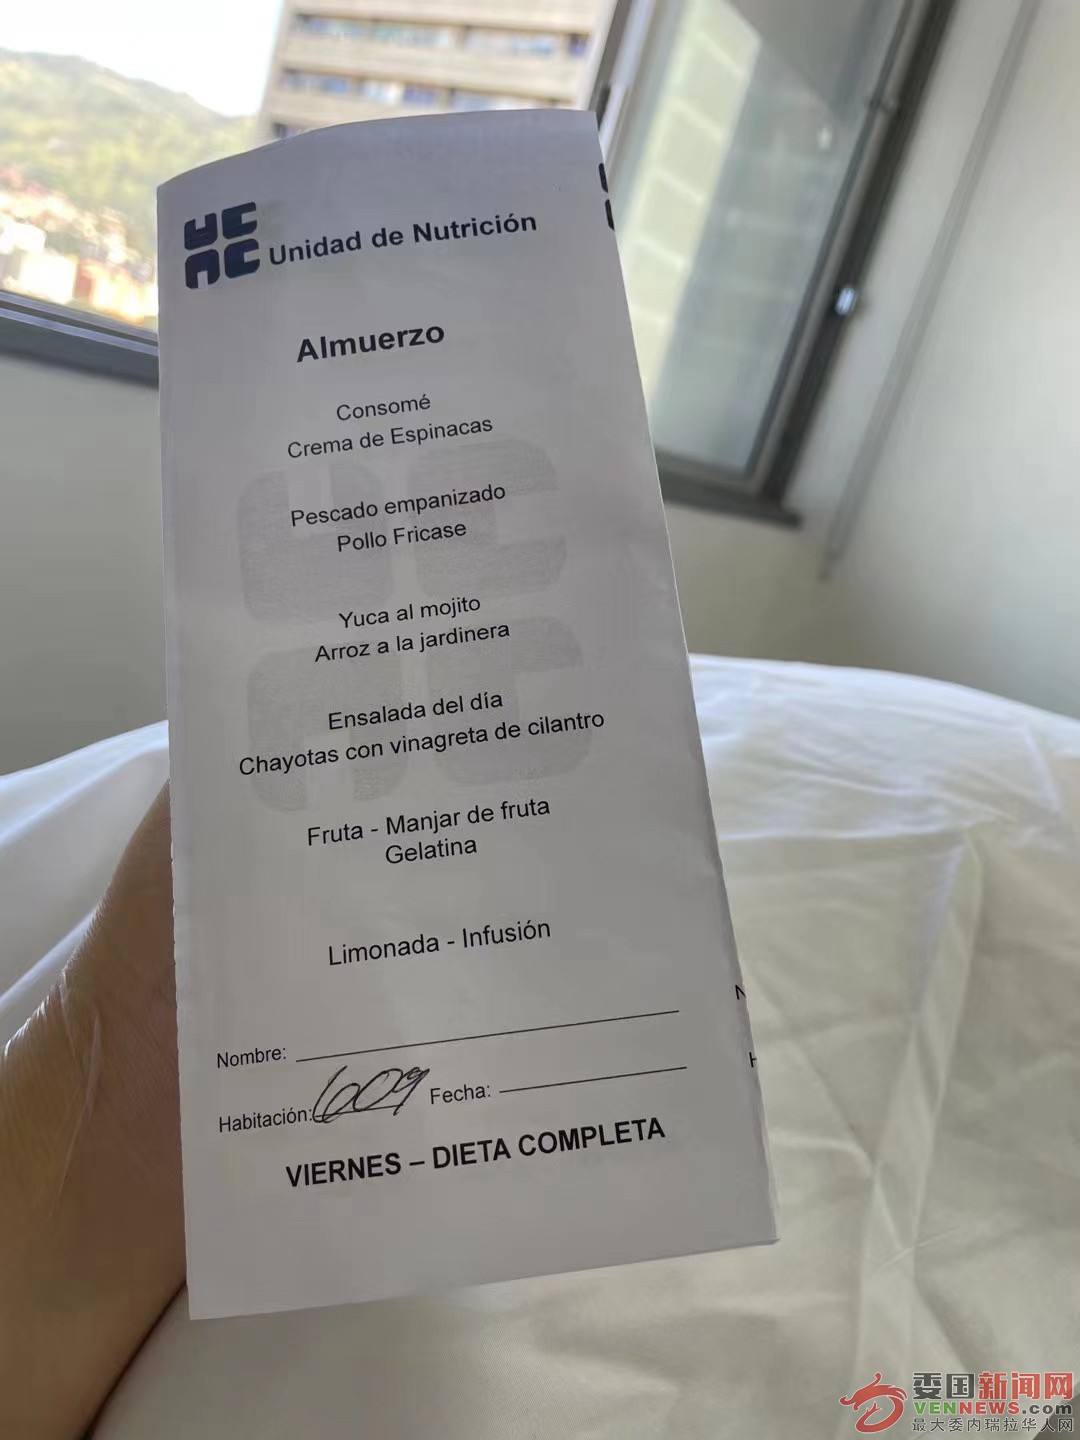 Unidad de Nutrición
Almuerzo
Consomé
Crema de Espinacas
Pescado empanizado
Pollo Fricase
Yuca al mojito
Arroz a la jardinera
Ensalada del día
Chayotas con vinagreta de cilantro
Fruta - Manjar de fruta
Gelatina
Limonada - Infusión
Nombre:
Habitación: 609 Fecha:
VIERNES – DIETA COMPLETA
委国新闻网
VENNEWS.com
最大委内瑞拉华人网